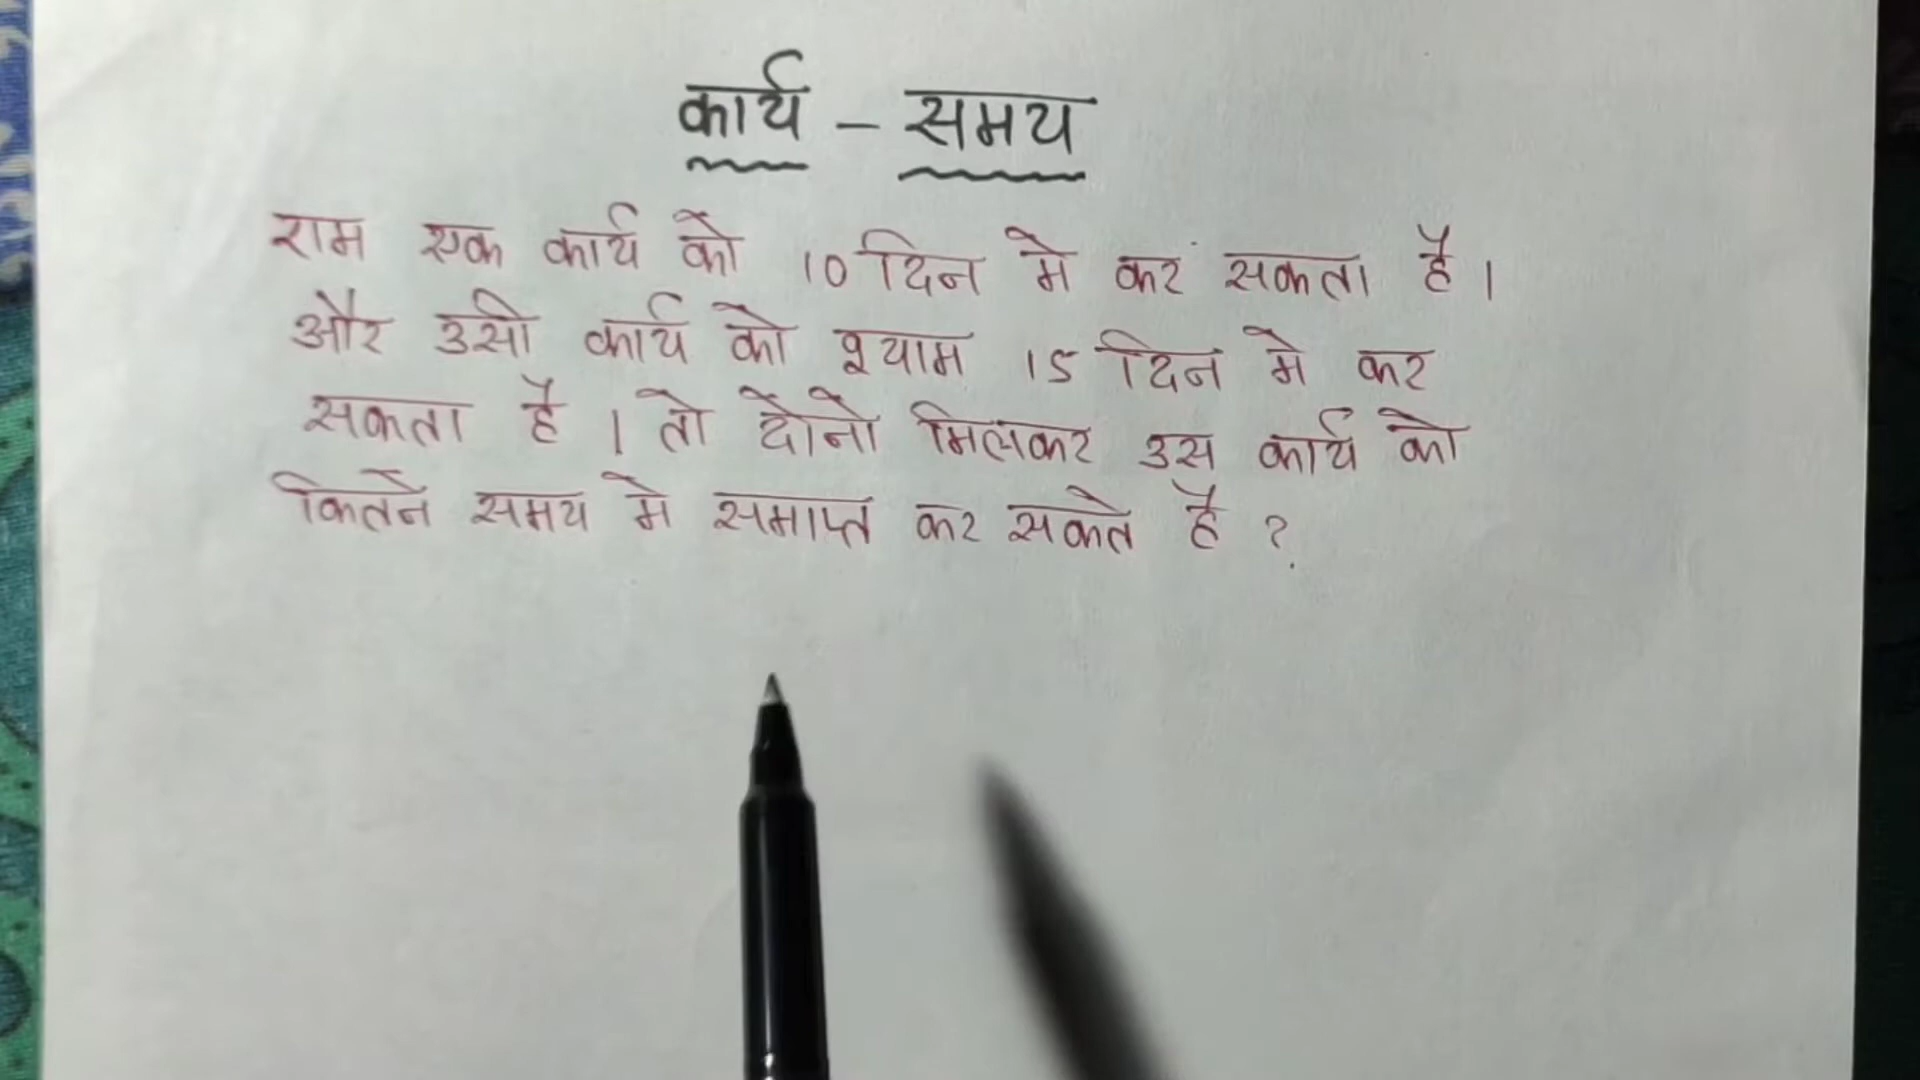 कार्य - समय
राम एक कार्य को 10 दिन मे कर सकता है।
और उसी कार्य को श्याम 15 दिन मे कर
सकता है । तो दोनो मिलकर उस कार्य को
कितने समय मे समाप्त कर सकते है ?